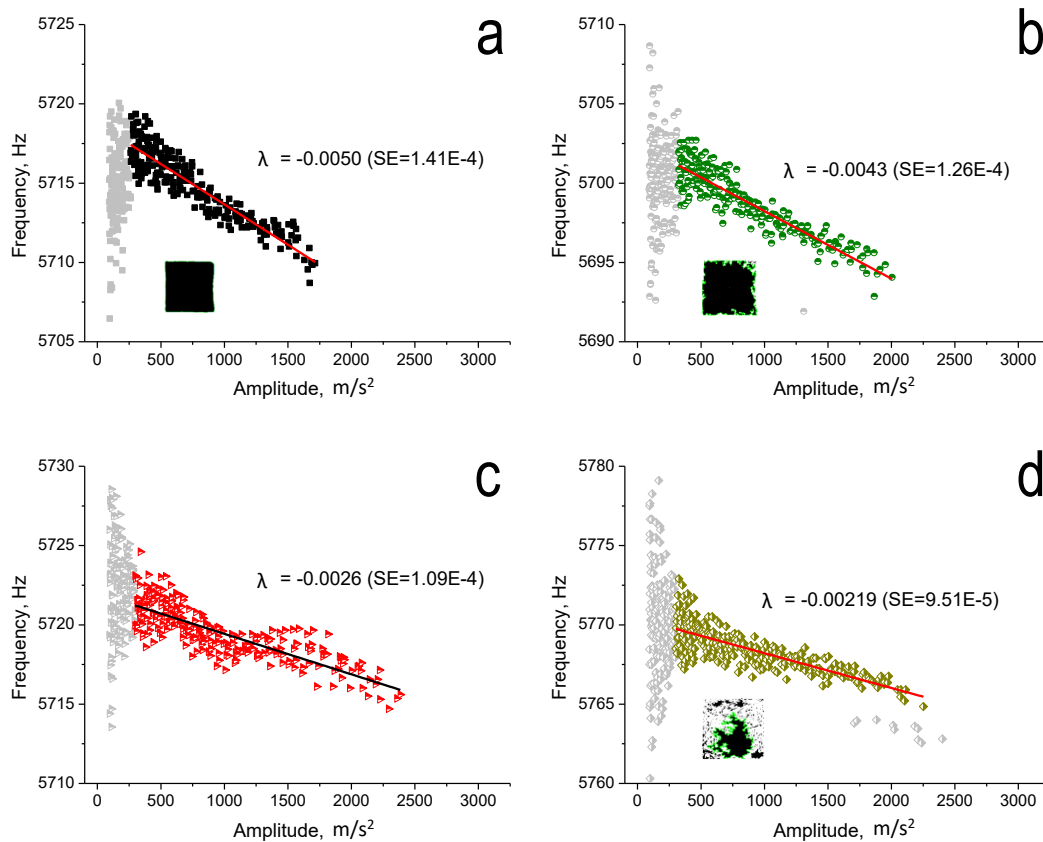 a
5725
5720
5715
5710
5705
Frequency, Hz
λ = -0.0050 (SE=1.41E-4)
0 500 1000 1500 2000 2500 3000
Amplitude, m/s²
b
5710
5705
5700
5695
5690
Frequency, Hz
λ = -0.0043 (SE=1.26E-4)
0 500 1000 1500 2000 2500 3000
Amplitude, m/s²
c
5730
5725
5720
5715
5710
Frequency, Hz
λ = -0.0026 (SE=1.09E-4)
0 500 1000 1500 2000 2500 3000
Amplitude, m/s²
d
5780
5775
5770
5765
5760
Frequency, Hz
λ = -0.00219 (SE=9.51E-5)
0 500 1000 1500 2000 2500 3000
Amplitude, m/s²